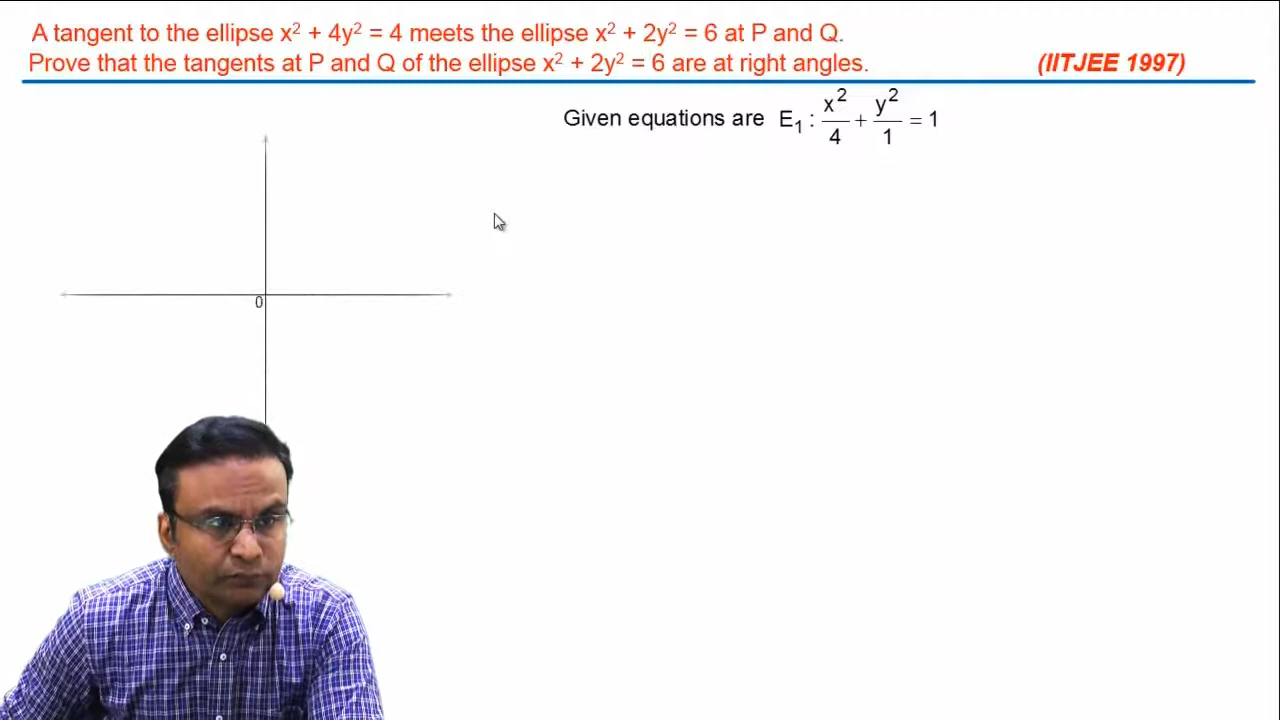 A tangent to the ellipse x² + 4y² = 4 meets the ellipse x² + 2y² = 6 at P and Q.
Prove that the tangents at P and Q of the ellipse x² + 2y² = 6 are at right angles. (IITJEE 1997)
Given equations are E₁ : x²/4 + y²/1 = 1
0